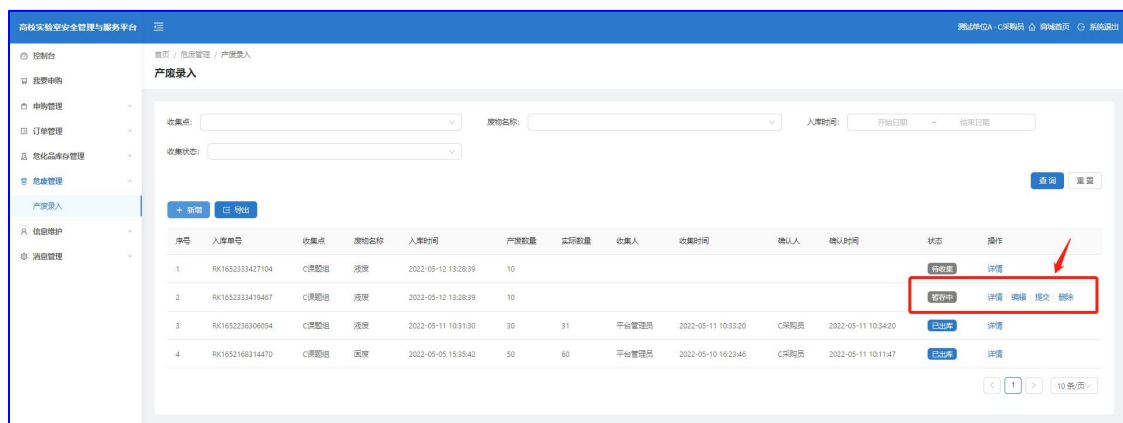 高校实验室安全管理与服务平台 测试单位A - C采购员 商城首页 系统退出
控制台
我要申购
申购管理
订单管理
危化品库存管理
危废管理
产废录入
信息维护
消息管理
首页 / 危废管理 / 产废录入
产废录入
收集点: 废物名称: 入库时间: 开始日期 ~ 结束日期
收集状态:
查询 重置
+ 新增 导出
序号 入库单号 收集点 废物名称 入库时间 产废数量 实际数量 收集人 收集时间 确认人 确认时间 状态 操作
1 RK1652333427104 C课题组 液废 2022-05-12 13:28:39 10 待收集 详情
2 RK1652333419467 C课题组 液废 2022-05-12 13:28:39 10 暂存中 详情 编辑 提交 删除
3 RK1652236306054 C课题组 液废 2022-05-11 10:31:30 30 31 平台管理员 2022-05-11 10:33:20 C采购员 2022-05-11 10:34:20 已出库 详情
4 RK1652168314470 C课题组 固废 2022-05-05 15:35:42 50 60 平台管理员 2022-05-10 16:23:46 C采购员 2022-05-11 10:11:47 已出库 详情
< 1 > 10 条/页